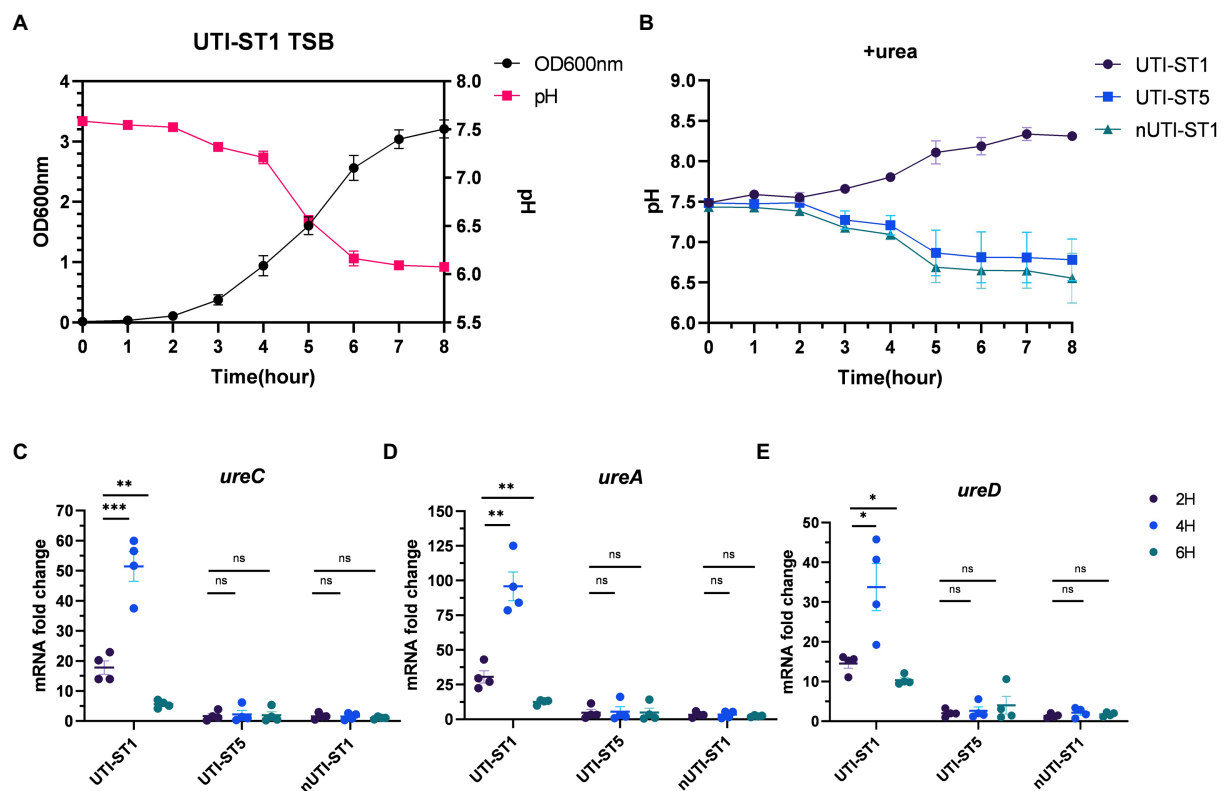 A
UTI-ST1 TSB
OD600nm
pH
4
3
2
1
0
8.0
7.5
7.0
6.5
6.0
5.5
OD600nm
pH
0 1 2 3 4 5 6 7 8
Time(hour)
B
+urea
UTI-ST1
UTI-ST5
nUTI-ST1
9.0
8.5
8.0
7.5
7.0
6.5
6.0
pH
0 1 2 3 4 5 6 7 8
Time(hour)
C
ureC
**
***
ns
ns
ns
ns
70
60
50
40
30
20
10
0
mRNA fold change
UTI-ST1
UTI-ST5
nUTI-ST1
D
ureA
**
**
ns
ns
ns
ns
150
125
100
75
50
25
0
mRNA fold change
UTI-ST1
UTI-ST5
nUTI-ST1
E
ureD
*
*
ns
ns
ns
ns
50
40
30
20
10
0
mRNA fold change
UTI-ST1
UTI-ST5
nUTI-ST1
2H
4H
6H